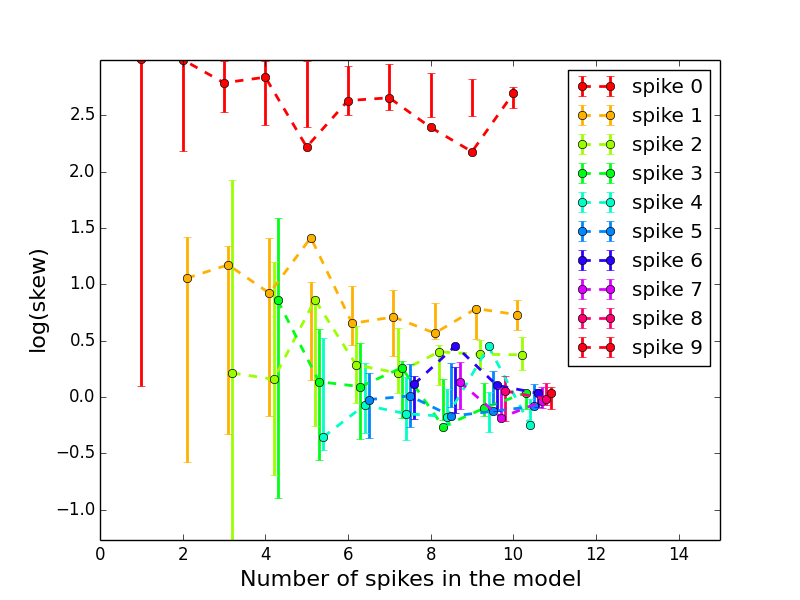 2.5
2.0
1.5
1.0
0.5
0.0
−0.5
−1.0
log(skew)
0 2 4 6 8 10 12 14
Number of spikes in the model
spike 0
spike 1
spike 2
spike 3
spike 4
spike 5
spike 6
spike 7
spike 8
spike 9